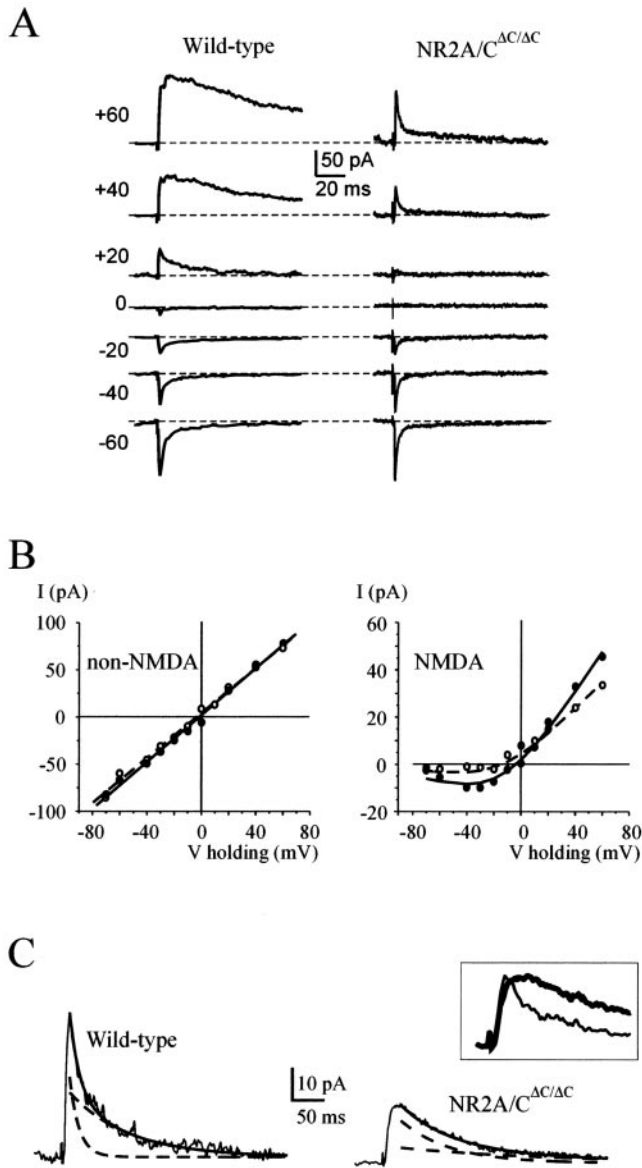 A
Wild-type NR2A/C^ΔC/ΔC
+60
50 pA
20 ms
+40
+20
0
-20
-40
-60
B
I (pA)
100
50
0
-50
-100
non-NMDA
-80 -40 0 40 80
V holding (mV)
I (pA)
60
40
20
0
-20
NMDA
-80 -40 0 40 80
V holding (mV)
C
Wild-type
10 pA
50 ms
NR2A/C^ΔC/ΔC